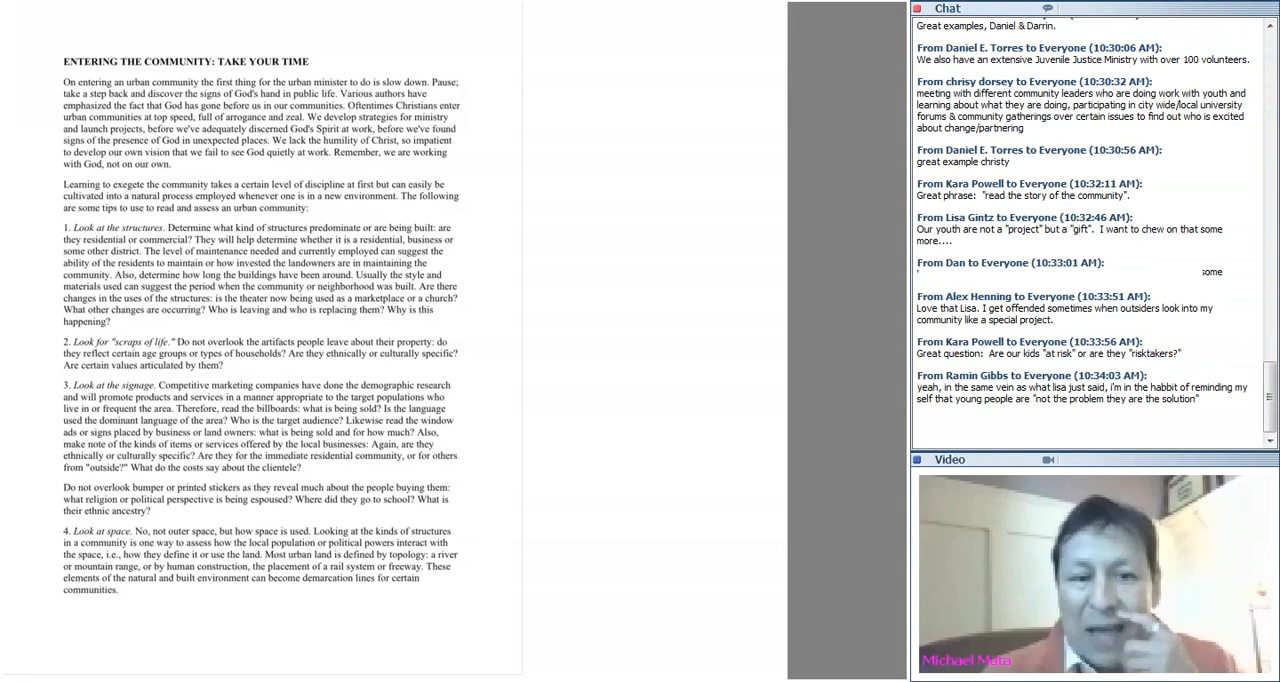 ENTERING THE COMMUNITY: TAKE YOUR TIME
On entering an urban community the first thing for the urban minister to do is slow down. Pause;
take a step back and discover the signs of God's hand in public life. Various authors have
emphasized the fact that God has gone before us in our communities. Oftentimes Christians enter
urban communities at top speed, full of arrogance and zeal. We develop strategies for ministry
and launch projects, before we've adequately discerned God's Spirit at work, before we've found
signs of the presence of God in unexpected places. We lack the humility of Christ, so impatient
to develop our own vision that we fail to see God quietly at work. Remember, we are working
with God, not on our own.
Learning to exegete the community takes a certain level of discipline at first but can easily be
cultivated into a natural process employed whenever one is in a new environment. The following
are some tips to use to read and assess an urban community:
1. Look at the structures. Determine what kind of structures predominate or are being built: are
they residential or commercial? They will help determine whether it is a residential, business or
some other district. The level of maintenance needed and currently employed can suggest the
ability of the residents to maintain or how invested the landowners are in maintaining the
community. Also, determine how long the buildings have been around. Usually the style and
materials used can suggest the period when the community or neighborhood was built. Are there
changes in the uses of the structures: is the theater now being used as a marketplace or a church?
What other changes are occurring? Who is leaving and who is replacing them? Why is this
happening?
2. Look for "scraps of life." Do not overlook the artifacts people leave about their property: do
they reflect certain age groups or types of households? Are they ethnically or culturally specific?
Are certain values articulated by them?
3. Look at the signage. Competitive marketing companies have done the demographic research
and will promote products and services in a manner appropriate to the target populations who
live in or frequent the area. Therefore, read the billboards: what is being sold? Is the language
used the dominant language of the area? Who is the target audience? Likewise read the window
ads or signs placed by business or land owners: what is being sold and for how much? Also,
make note of the kinds of items or services offered by the local businesses: Again, are they
ethnically or culturally specific? Are they for the immediate residential community, or for others
from "outside?" What do the costs say about the clientele?
Do not overlook bumper or printed stickers as they reveal much about the people buying them:
what religion or political perspective is being espoused? Where did they go to school? What is
their ethnic ancestry?
4. Look at space. No, not outer space, but how space is used. Looking at the kinds of structures
in a community is one way to assess how the local population or political powers interact with
the space, i.e., how they define it or use the land. Most urban land is defined by topology: a river
or mountain range, or by human construction, the placement of a rail system or freeway. These
elements of the natural and built environment can become demarcation lines for certain
communities.
Chat
Great examples, Daniel & Darrin.
From Daniel E. Torres to Everyone (10:30:06 AM):
We also have an extensive Juvenile Justice Ministry with over 100 volunteers.
From chrisy dorsey to Everyone (10:30:32 AM):
meeting with different community leaders who are doing work with youth and
learning about what they are doing, participating in city wide/local university
forums & community gatherings over certain issues to find out who is excited
about change/partnering
From Daniel E. Torres to Everyone (10:30:56 AM):
great example christy
From Kara Powell to Everyone (10:32:11 AM):
Great phrase: "read the story of the community".
From Lisa Gintz to Everyone (10:32:46 AM):
Our youth are not a "project" but a "gift". I want to chew on that some
more....
From Dan to Everyone (10:33:01 AM):
some
From Alex Henning to Everyone (10:33:51 AM):
Love that Lisa. I get offended sometimes when outsiders look into my
community like a special project.
From Kara Powell to Everyone (10:33:56 AM):
Great question: Are our kids "at risk" or are they "risktakers?"
From Ramin Gibbs to Everyone (10:34:03 AM):
yeah, in the same vein as what lisa just said, i'm in the habbit of reminding my
self that young people are "not the problem they are the solution"
Video
Michael Mata